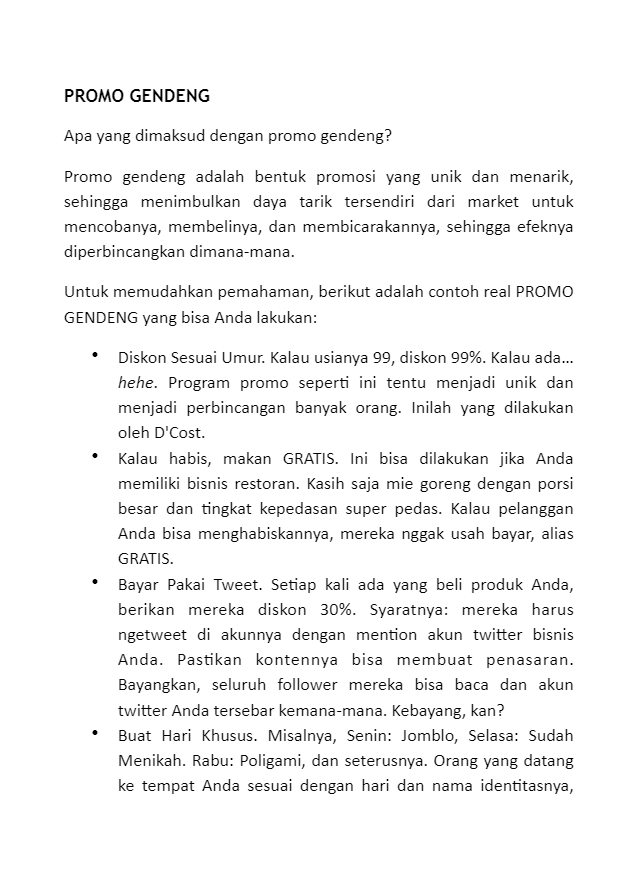 PROMO GENDENG
Apa yang dimaksud dengan promo gendeng?
Promo gendeng adalah bentuk promosi yang unik dan menarik,
sehingga menimbulkan daya tarik tersendiri dari market untuk
mencobanya, membelinya, dan membicarakannya, sehingga efeknya
diperbincangkan dimana-mana.
Untuk memudahkan pemahaman, berikut adalah contoh real PROMO
GENDENG yang bisa Anda lakukan:
• Diskon Sesuai Umur. Kalau usianya 99, diskon 99%. Kalau ada...
hehe. Program promo seperti ini tentu menjadi unik dan
menjadi perbincangan banyak orang. Inilah yang dilakukan
oleh D'Cost.
• Kalau habis, makan GRATIS. Ini bisa dilakukan jika Anda
memiliki bisnis restoran. Kasih saja mie goreng dengan porsi
besar dan tingkat kepedasan super pedas. Kalau pelanggan
Anda bisa menghabiskannya, mereka nggak usah bayar, alias
GRATIS.
• Bayar Pakai Tweet. Setiap kali ada yang beli produk Anda,
berikan mereka diskon 30%. Syaratnya: mereka harus
ngetweet di akunnya dengan mention akun twitter bisnis
Anda. Pastikan kontennya bisa membuat penasaran.
Bayangkan, seluruh follower mereka bisa baca dan akun
twitter Anda tersebar kemana-mana. Kebayang, kan?
• Buat Hari Khusus. Misalnya, Senin: Jomblo, Selasa: Sudah
Menikah. Rabu: Poligami, dan seterusnya. Orang yang datang
ke tempat Anda sesuai dengan hari dan nama identitasnya,